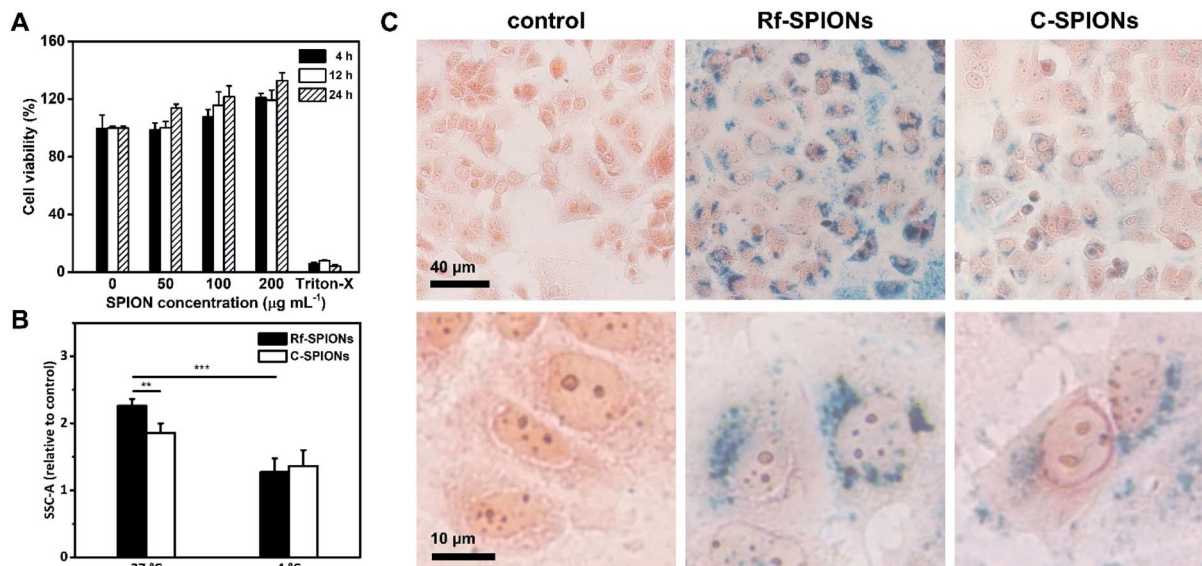 A
160
120
80
40
0
Cell viability (%)
4 h
12 h
24 h
0 50 100 200 Triton-X
SPION concentration (µg mL⁻¹)
B
3
2
1
0
SSC-A (relative to control)
Rf-SPIONs
C-SPIONs
***
**
C
control Rf-SPIONs C-SPIONs
40 µm
10 µm